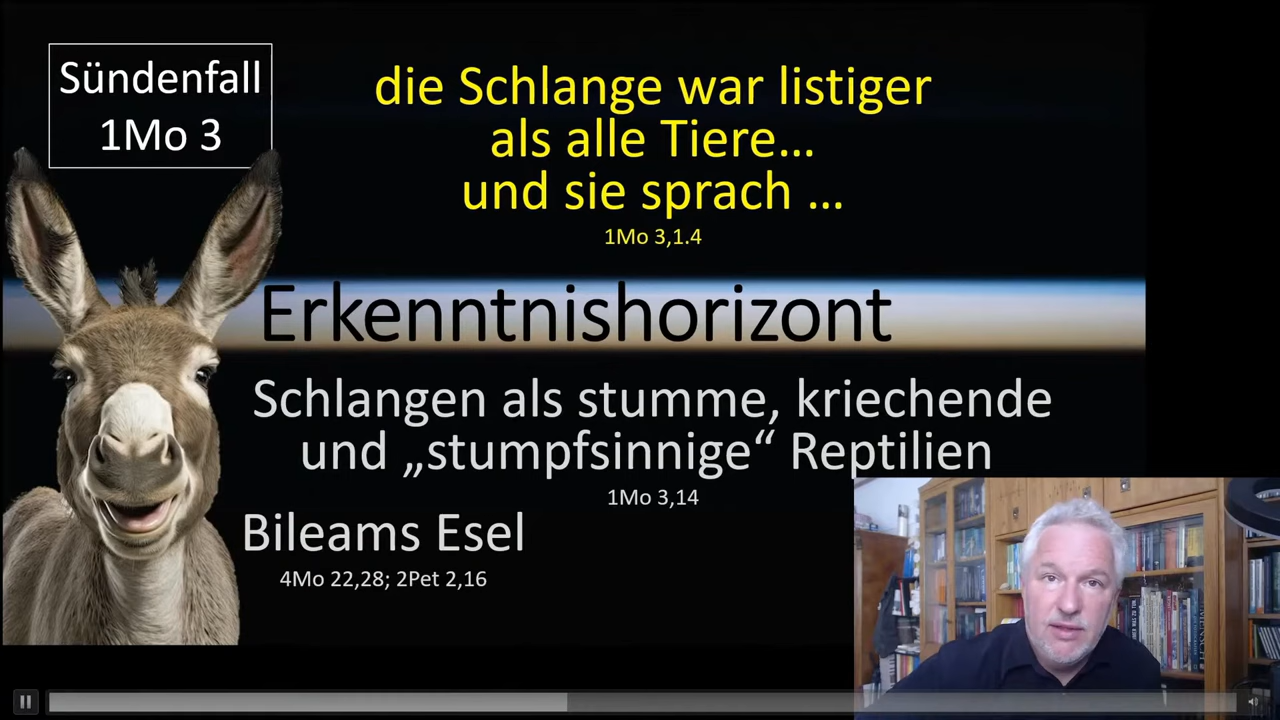 Sündenfall
1Mo 3
die Schlange war listiger
als alle Tiere...
und sie sprach ...
1Mo 3,1.4
Erkenntnishorizont
Schlangen als stumme, kriechende
und „stumpfsinnige“ Reptilien
1Mo 3,14
Bileams Esel
4Mo 22,28; 2Pet 2,16